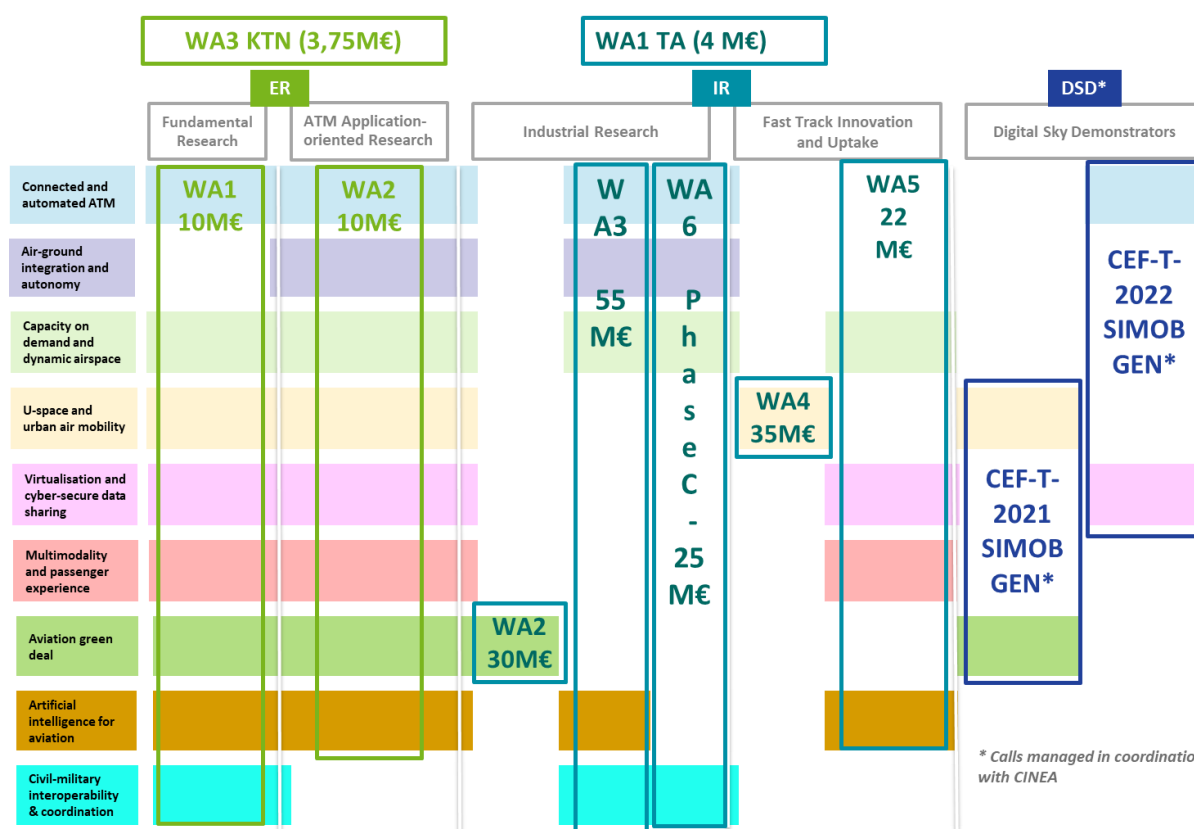 WA3 KTN (3,75M€)
WA1 TA (4 M€)
ER
IR
DSD*
Fundamental
Research
ATM Application-
oriented Research
Industrial Research
Fast Track Innovation
and Uptake
Digital Sky Demonstrators
Connected and
automated ATM
Air-ground
integration and
autonomy
Capacity on
demand and
dynamic airspace
U-space and
urban air mobility
Virtualisation and
cyber-secure data
sharing
Multimodality
and passenger
experience
Aviation green
deal
Artificial
intelligence for
aviation
Civil-military
interoperability
& coordination
WA1
10M€
WA2
10M€
WA2
30M€
W
A3
55
M€
WA
6
P
h
a
s
e
C
-
25
M€
WA4
35M€
WA5
22
M€
CEF-T-
2021
SIMOB
GEN*
CEF-T-
2022
SIMOB
GEN*
* Calls managed in coordinatio
with CINEA